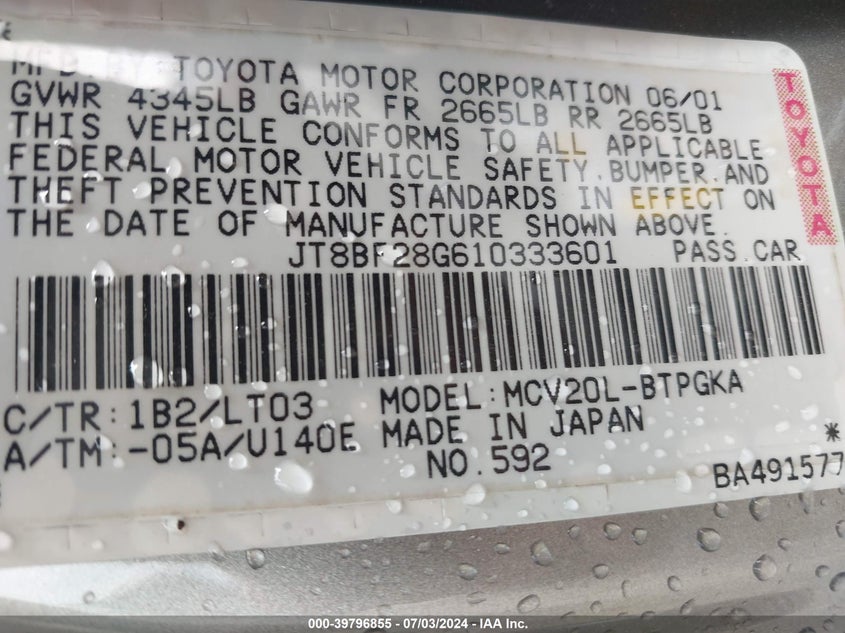 MFD. BY TOYOTA MOTOR CORPORATION 06/01
GVWR 4345LB GAWR FR 2665LB RR 2665LB
THIS VEHICLE CONFORMS TO ALL APPLICABLE
FEDERAL MOTOR VEHICLE SAFETY.BUMPER.AND
THEFT PREVENTION STANDARDS IN EFFECT ON
THE DATE OF MANUFACTURE SHOWN ABOVE.
JT8BF28G610333601 PASS.CAR
TOYOTA
C/TR:1B2/LT03 MODEL:MCV20L-BTPGKA
A/TM:-05A/U140E MADE IN JAPAN
NO.592
*
BA491577
000-39796855 - 07/03/2024 - IAA Inc.